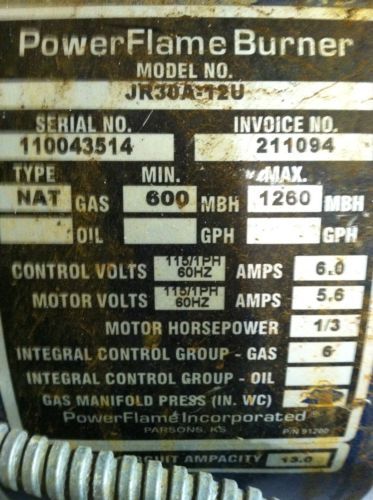 PowerFlame Burner
MODEL NO.
JR30A-12U
SERIAL NO. INVOICE NO.
110043514 211094
TYPE MIN. MAX.
NAT GAS 600 MBH 1260 MBH
OIL GPH GPH
CONTROL VOLTS 115/1PH 60HZ AMPS 6.0
MOTOR VOLTS 115/1PH 60HZ AMPS 5.6
MOTOR HORSEPOWER 1/3
INTEGRAL CONTROL GROUP - GAS 6
INTEGRAL CONTROL GROUP - OIL
GAS MANIFOLD PRESS (IN. WC)
PowerFlame Incorporated
PARSONS, KS P/N 91200
AMPACITY 13.0